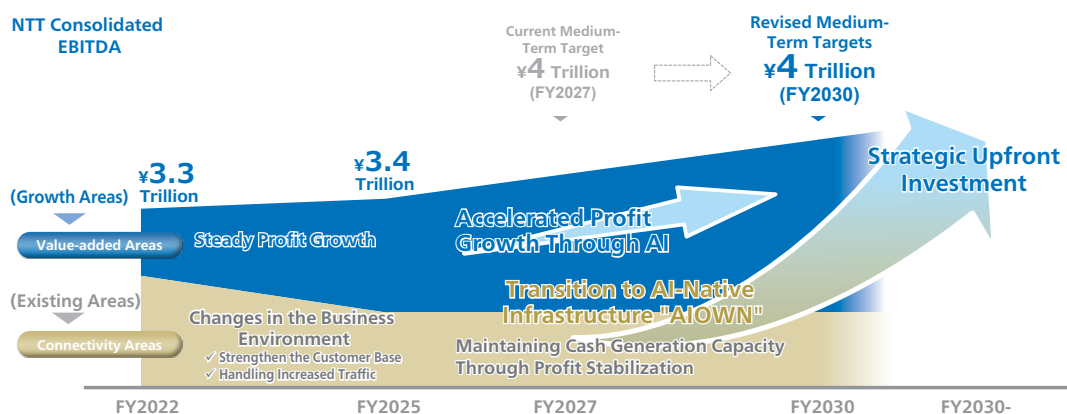 NTT Consolidated
EBITDA
Current Medium-
Term Target
¥4 Trillion
(FY2027)
Revised Medium-
Term Targets
¥4 Trillion
(FY2030)
¥3.3
Trillion
¥3.4
Trillion
Strategic Upfront
Investment
(Growth Areas)
Value-added Areas
Steady Profit Growth
Accelerated Profit
Growth Through AI
(Existing Areas)
Connectivity Areas
Changes in the Business
Environment
✓ Strengthen the Customer Base
✓ Handling Increased Traffic
Transition to AI-Native
Infrastructure "AIOWN"
Maintaining Cash Generation Capacity
Through Profit Stabilization
FY2022
FY2025
FY2027
FY2030
FY2030-